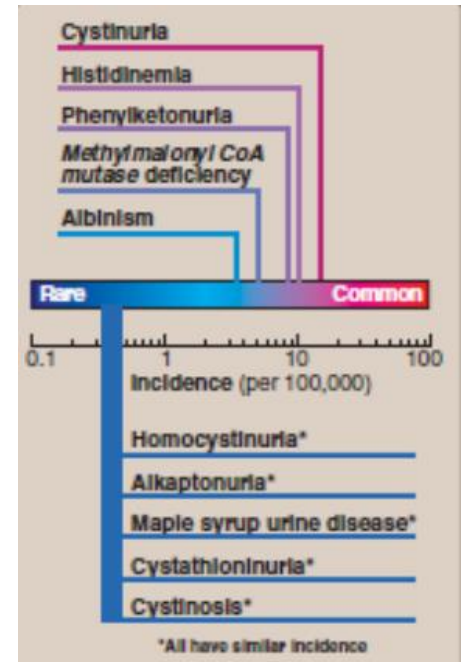 Cystinuria
Histidinemia
Phenylketonuria
Methylmalonyl CoA
mutase deficiency
Albinism
Rare Common
0.1 1 10 100
Incidence (per 100,000)
Homocystinuria*
Alkaptonuria*
Maple syrup urine disease*
Cystathioninuria*
Cystinosis*
*All have similar incidence